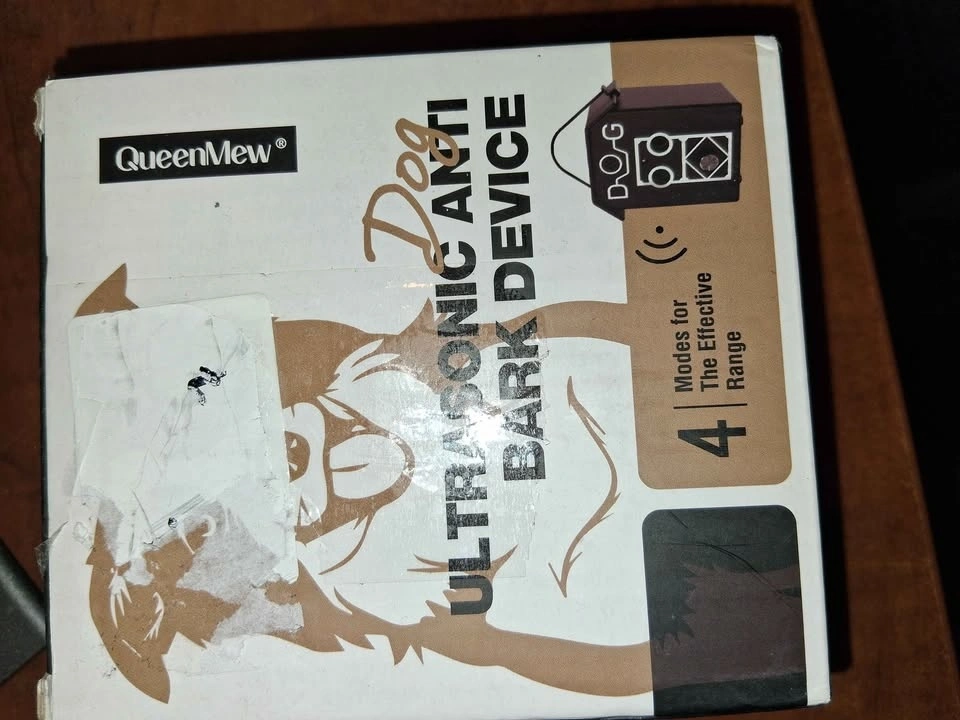 QueenMew®
Dog
ULTRASONIC ANTI
BARK DEVICE
D-O-G
4
Modes for
The Effective
Range